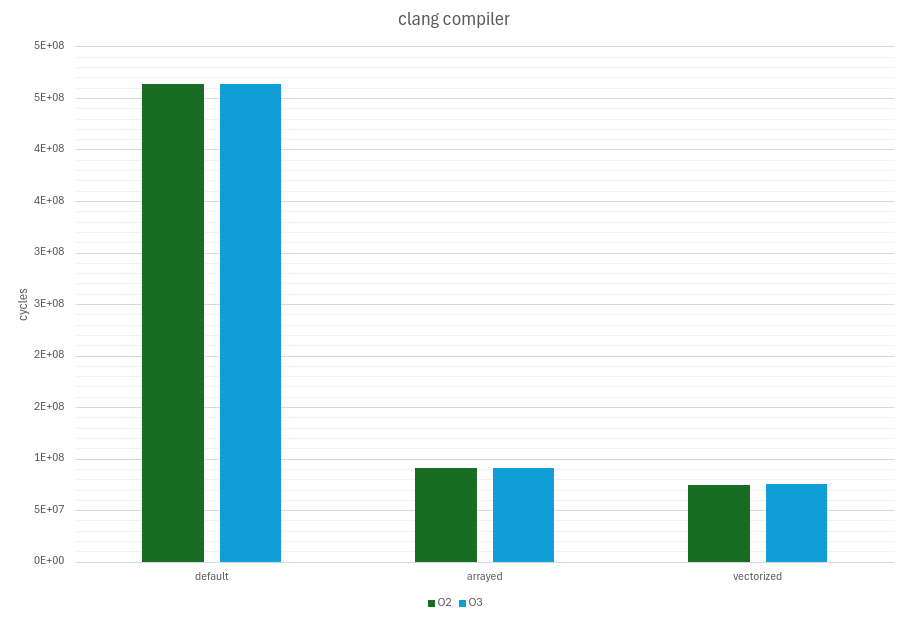 clang compiler
5E+08
5E+08
4E+08
4E+08
3E+08
3E+08
2E+08
2E+08
1E+08
5E+07
0E+00
cycles
default arrayed vectorized
O2 O3